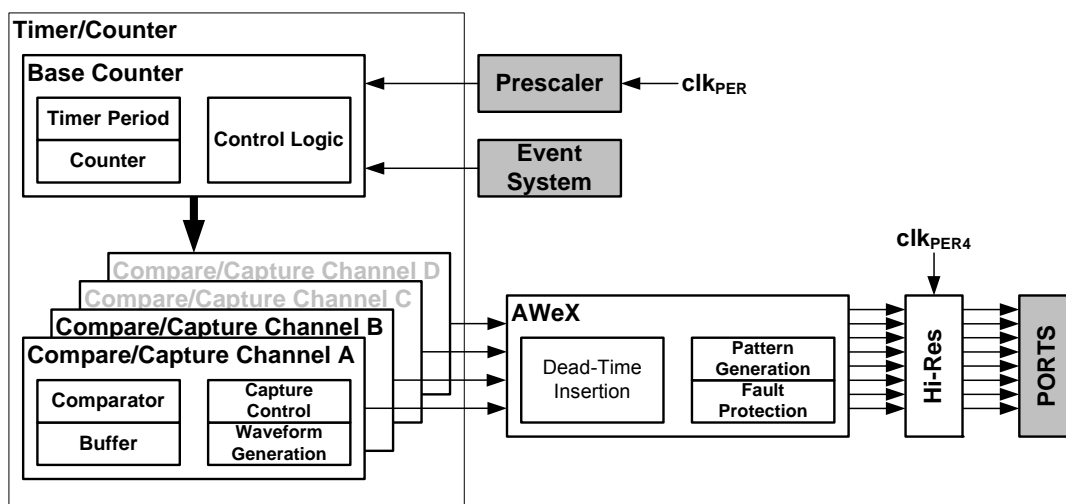 Timer/Counter
Base Counter
Timer Period
Counter
Control Logic
Prescaler
clkPER
Event
System
Compare/Capture Channel D
Compare/Capture Channel C
Compare/Capture Channel B
Compare/Capture Channel A
Comparator
Buffer
Capture
Control
Waveform
Generation
AWeX
Dead-Time
Insertion
Pattern
Generation
Fault
Protection
clkPER4
Hi-Res
PORTS